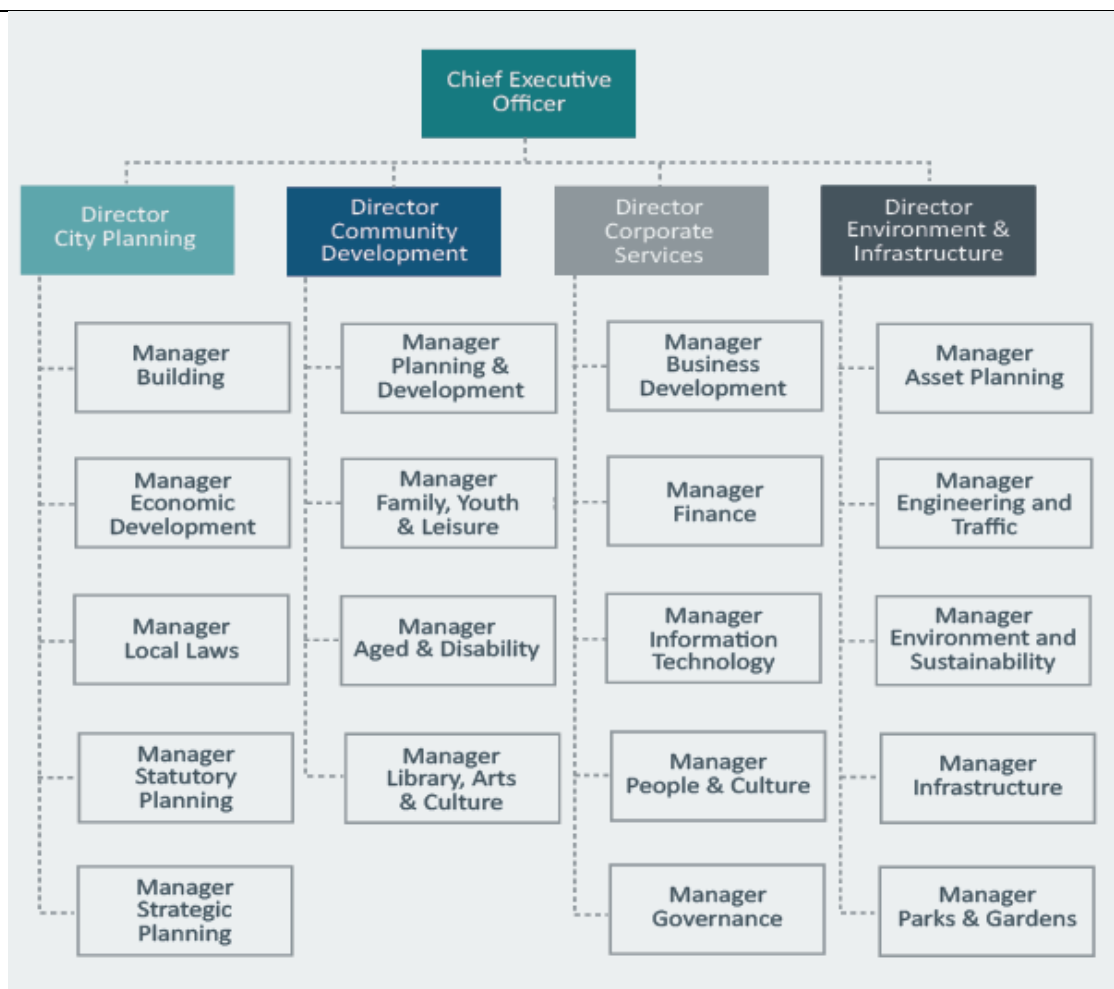 Chief Executive
Officer
Director
City Planning
Director
Community
Development
Director
Corporate
Services
Director
Environment &
Infrastructure
Manager
Building
Manager
Planning &
Development
Manager
Business
Development
Manager
Asset Planning
Manager
Economic
Development
Manager
Family, Youth
& Leisure
Manager
Finance
Manager
Engineering and
Traffic
Manager
Local Laws
Manager
Aged & Disability
Manager
Information
Technology
Manager
Environment and
Sustainability
Manager
Statutory
Planning
Manager
Library, Arts
& Culture
Manager
People & Culture
Manager
Infrastructure
Manager
Strategic
Planning
Manager
Governance
Manager
Parks & Gardens